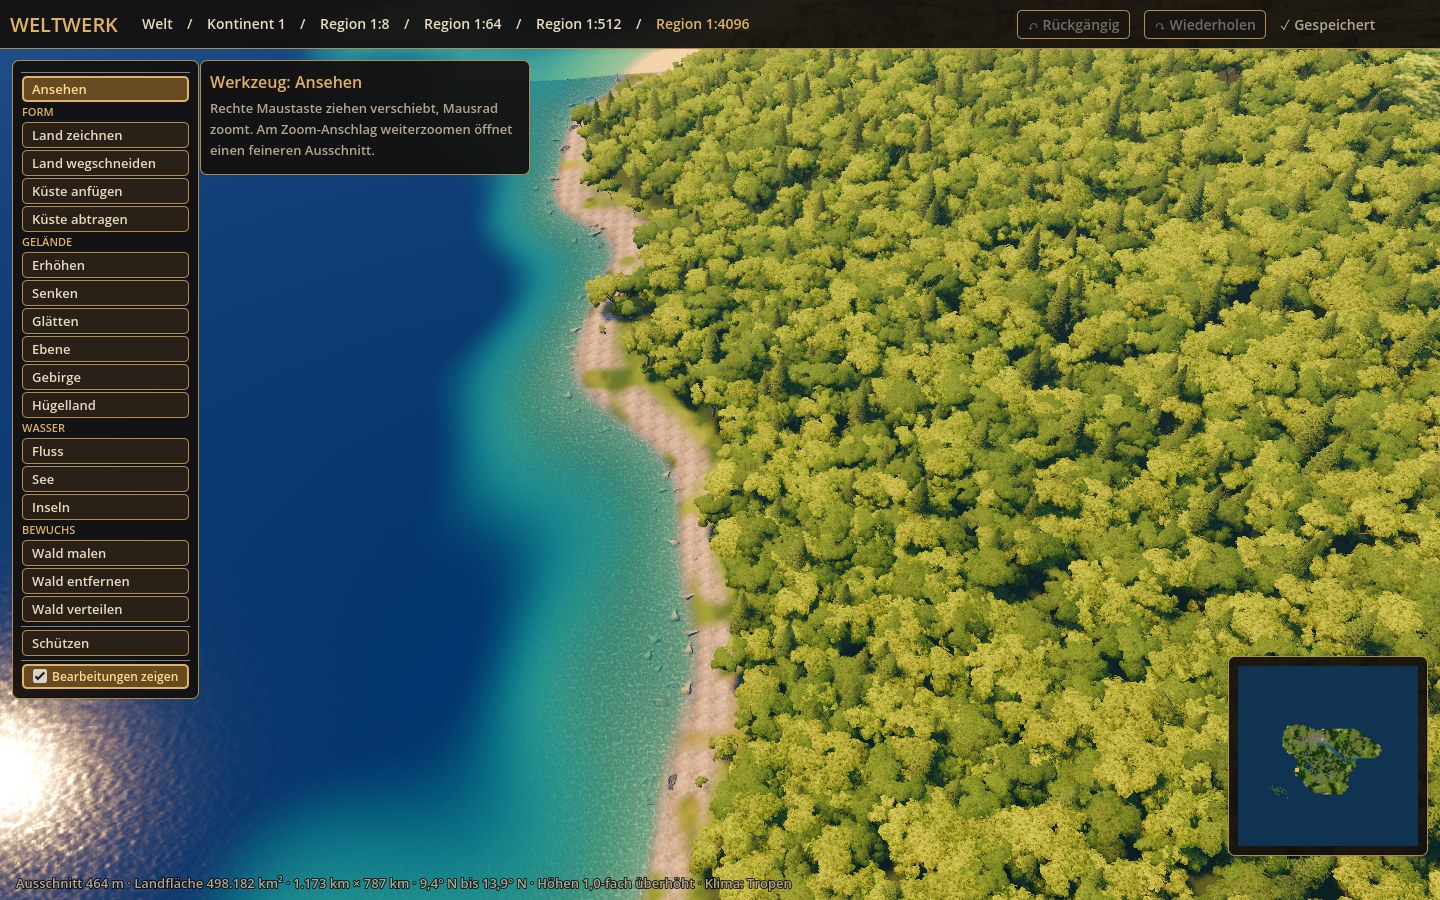 WELTWERK Welt / Kontinent 1 / Region 1:8 / Region 1:64 / Region 1:512 / Region 1:4096 Rückgängig Wiederholen ✓ Gespeichert
Ansehen
FORM
Land zeichnen
Land wegschneiden
Küste anfügen
Küste abtragen
GELÄNDE
Erhöhen
Senken
Glätten
Ebene
Gebirge
Hügelland
WASSER
Fluss
See
Inseln
BEWUCHS
Wald malen
Wald entfernen
Wald verteilen
Schützen
Bearbeitungen zeigen
Werkzeug: Ansehen
Rechte Maustaste ziehen verschiebt, Mausrad
zoomt. Am Zoom-Anschlag weiterzoomen öffnet
einen feineren Ausschnitt.
Ausschnitt 464 m · Landfläche 498.182 km² · 1.173 km × 787 km · 9,4° N bis 13,9° N · Höhen 1,0-fach überhöht · Klima: Tropen